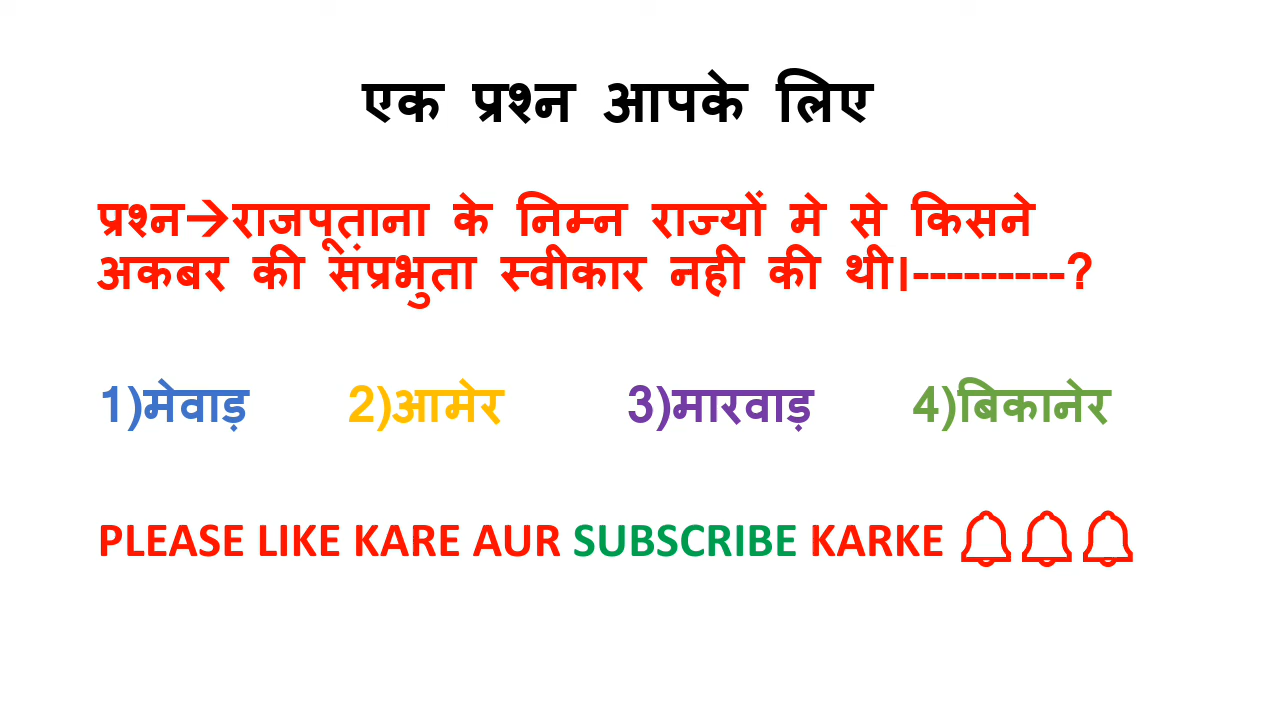 एक प्रश्न आपके लिए
प्रश्न→राजपूताना के निम्न राज्यों मे से किसने
अकबर की संप्रभुता स्वीकार नही की थी।---------?
1)मेवाड़ 2)आमेर 3)मारवाड़ 4)बिकानेर
PLEASE LIKE KARE AUR SUBSCRIBE KARKE 🔔🔔🔔